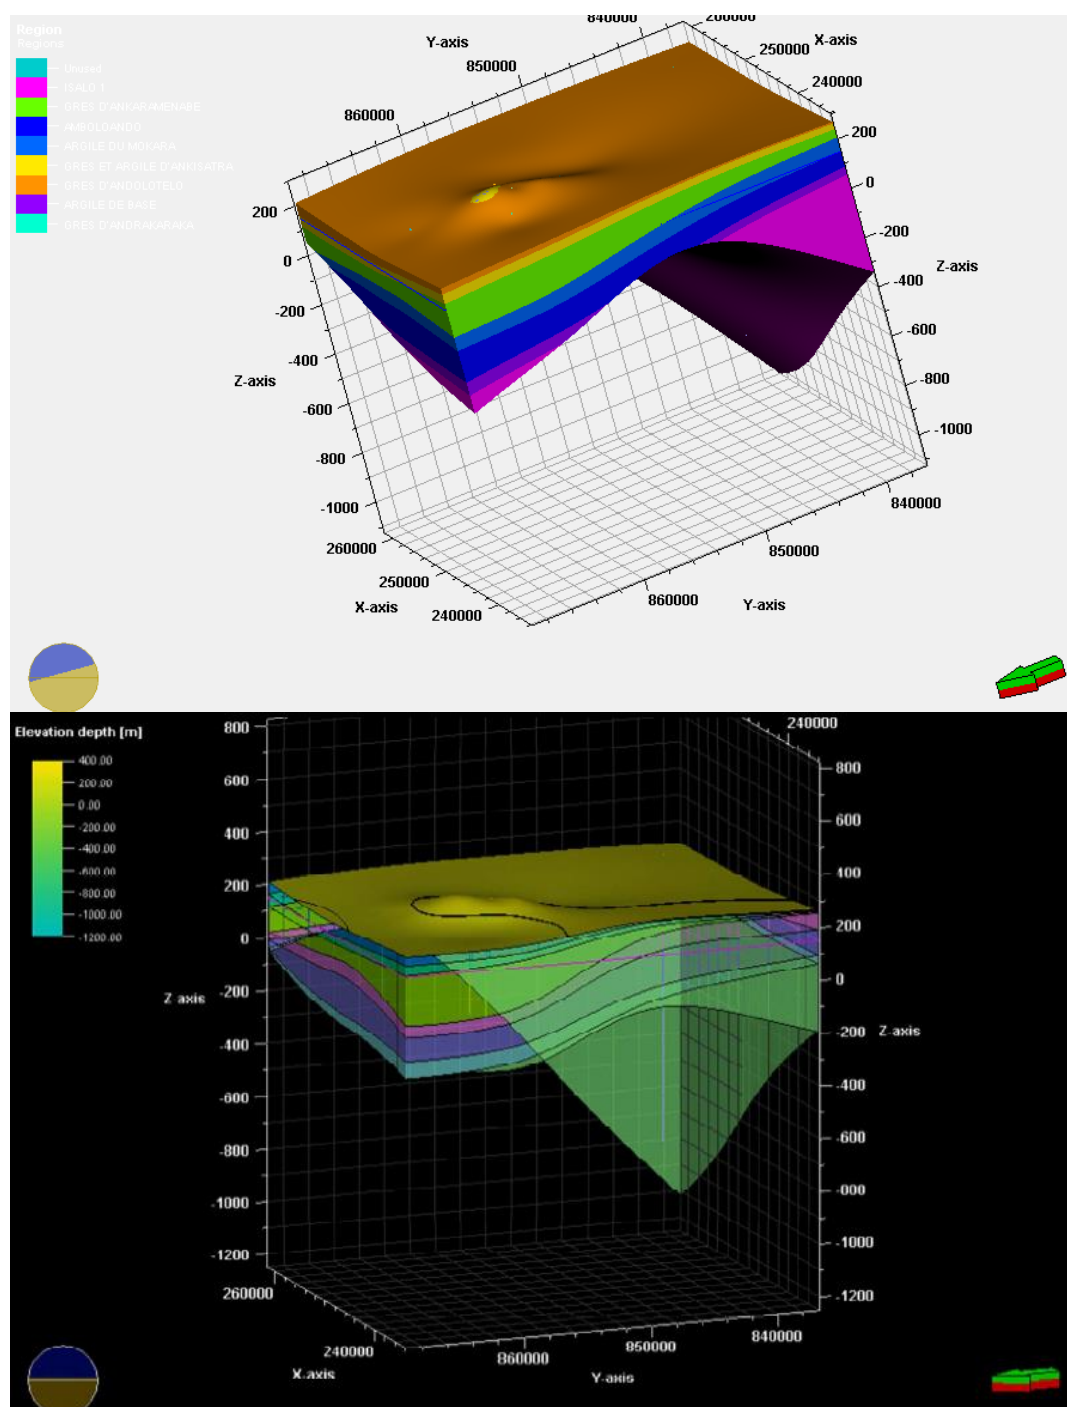 Region
Regions
Unused
ISALO 1
GRES D'ANKARAMENABE
AMBOLOANDO
ARGILE DU MOKARA
GRES ET ARGILE D'ANKISATRA
GRES D'ANDOLOTELO
ARGILE DE BASE
GRES D'ANDRAKARAKA
Y-axis
X-axis
840000
850000
860000
250000
240000
200
0
-200
-400
-600
-800
-1000
Z-axis
200
0
-200
-400
-600
-800
-1000
Z-axis
260000
250000
240000
X-axis
860000
850000
840000
Y-axis
Elevation depth [m]
400.00
200.00
0.00
-200.00
-400.00
-600.00
-800.00
-1000.00
-1200.00
240000
800
600
400
200
0
-200
-400
-600
-800
-1000
-1200
Z axis
800
600
400
200
0
-200
-400
-600
-800
-1000
-1200
Z-axis
260000
240000
X-axis
860000
850000
840000
Y-axis